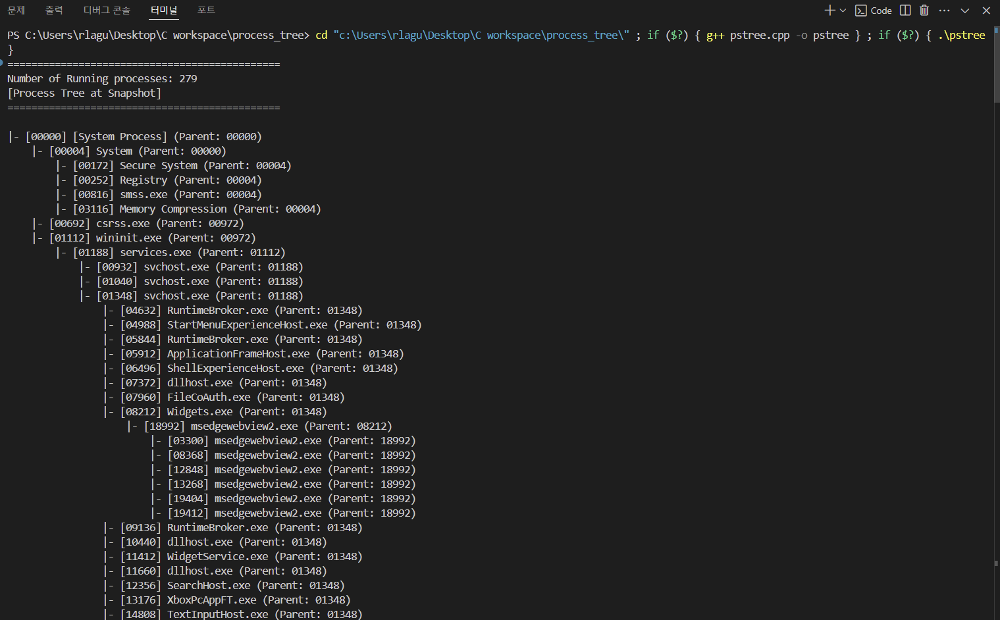 문제 출력 디버그 콘솔 터미널 포트 Code
PS C:\Users\rlagu\Desktop\C workspace\process_tree> cd "c:\Users\rlagu\Desktop\C workspace\process_tree\" ; if ($?) { g++ pstree.cpp -o pstree } ; if ($?) { .\pstree
}
==============================================
Number of Running processes: 279
[Process Tree at Snapshot]
==============================================
|- [00000] [System Process] (Parent: 00000)
|- [00004] System (Parent: 00000)
|- [00172] Secure System (Parent: 00004)
|- [00252] Registry (Parent: 00004)
|- [00816] smss.exe (Parent: 00004)
|- [03116] Memory Compression (Parent: 00004)
|- [00692] csrss.exe (Parent: 00972)
|- [01112] wininit.exe (Parent: 00972)
|- [01188] services.exe (Parent: 01112)
|- [00932] svchost.exe (Parent: 01188)
|- [01040] svchost.exe (Parent: 01188)
|- [01348] svchost.exe (Parent: 01188)
|- [04632] RuntimeBroker.exe (Parent: 01348)
|- [04988] StartMenuExperienceHost.exe (Parent: 01348)
|- [05844] RuntimeBroker.exe (Parent: 01348)
|- [05912] ApplicationFrameHost.exe (Parent: 01348)
|- [06496] ShellExperienceHost.exe (Parent: 01348)
|- [07372] dllhost.exe (Parent: 01348)
|- [07960] FileCoAuth.exe (Parent: 01348)
|- [08212] Widgets.exe (Parent: 01348)
|- [18992] msedgewebview2.exe (Parent: 08212)
|- [03300] msedgewebview2.exe (Parent: 18992)
|- [08368] msedgewebview2.exe (Parent: 18992)
|- [12848] msedgewebview2.exe (Parent: 18992)
|- [13268] msedgewebview2.exe (Parent: 18992)
|- [19404] msedgewebview2.exe (Parent: 18992)
|- [19412] msedgewebview2.exe (Parent: 18992)
|- [09136] RuntimeBroker.exe (Parent: 01348)
|- [10440] dllhost.exe (Parent: 01348)
|- [11412] WidgetService.exe (Parent: 01348)
|- [11660] dllhost.exe (Parent: 01348)
|- [12356] SearchHost.exe (Parent: 01348)
|- [13176] XboxPcAppFT.exe (Parent: 01348)
|- [14808] TextInputHost.exe (Parent: 01348)